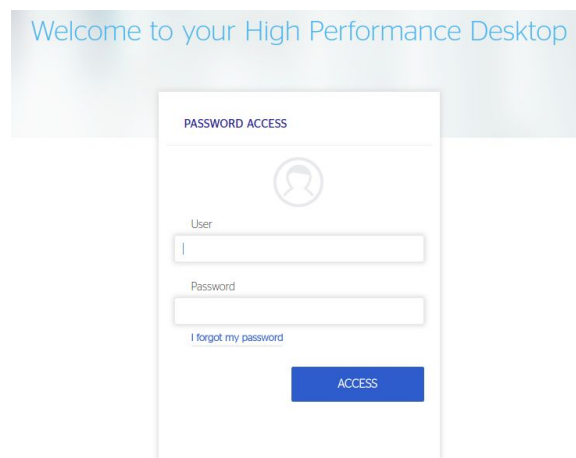 Welcome to your High Performance Desktop
PASSWORD ACCESS
User
Password
I forgot my password
ACCESS